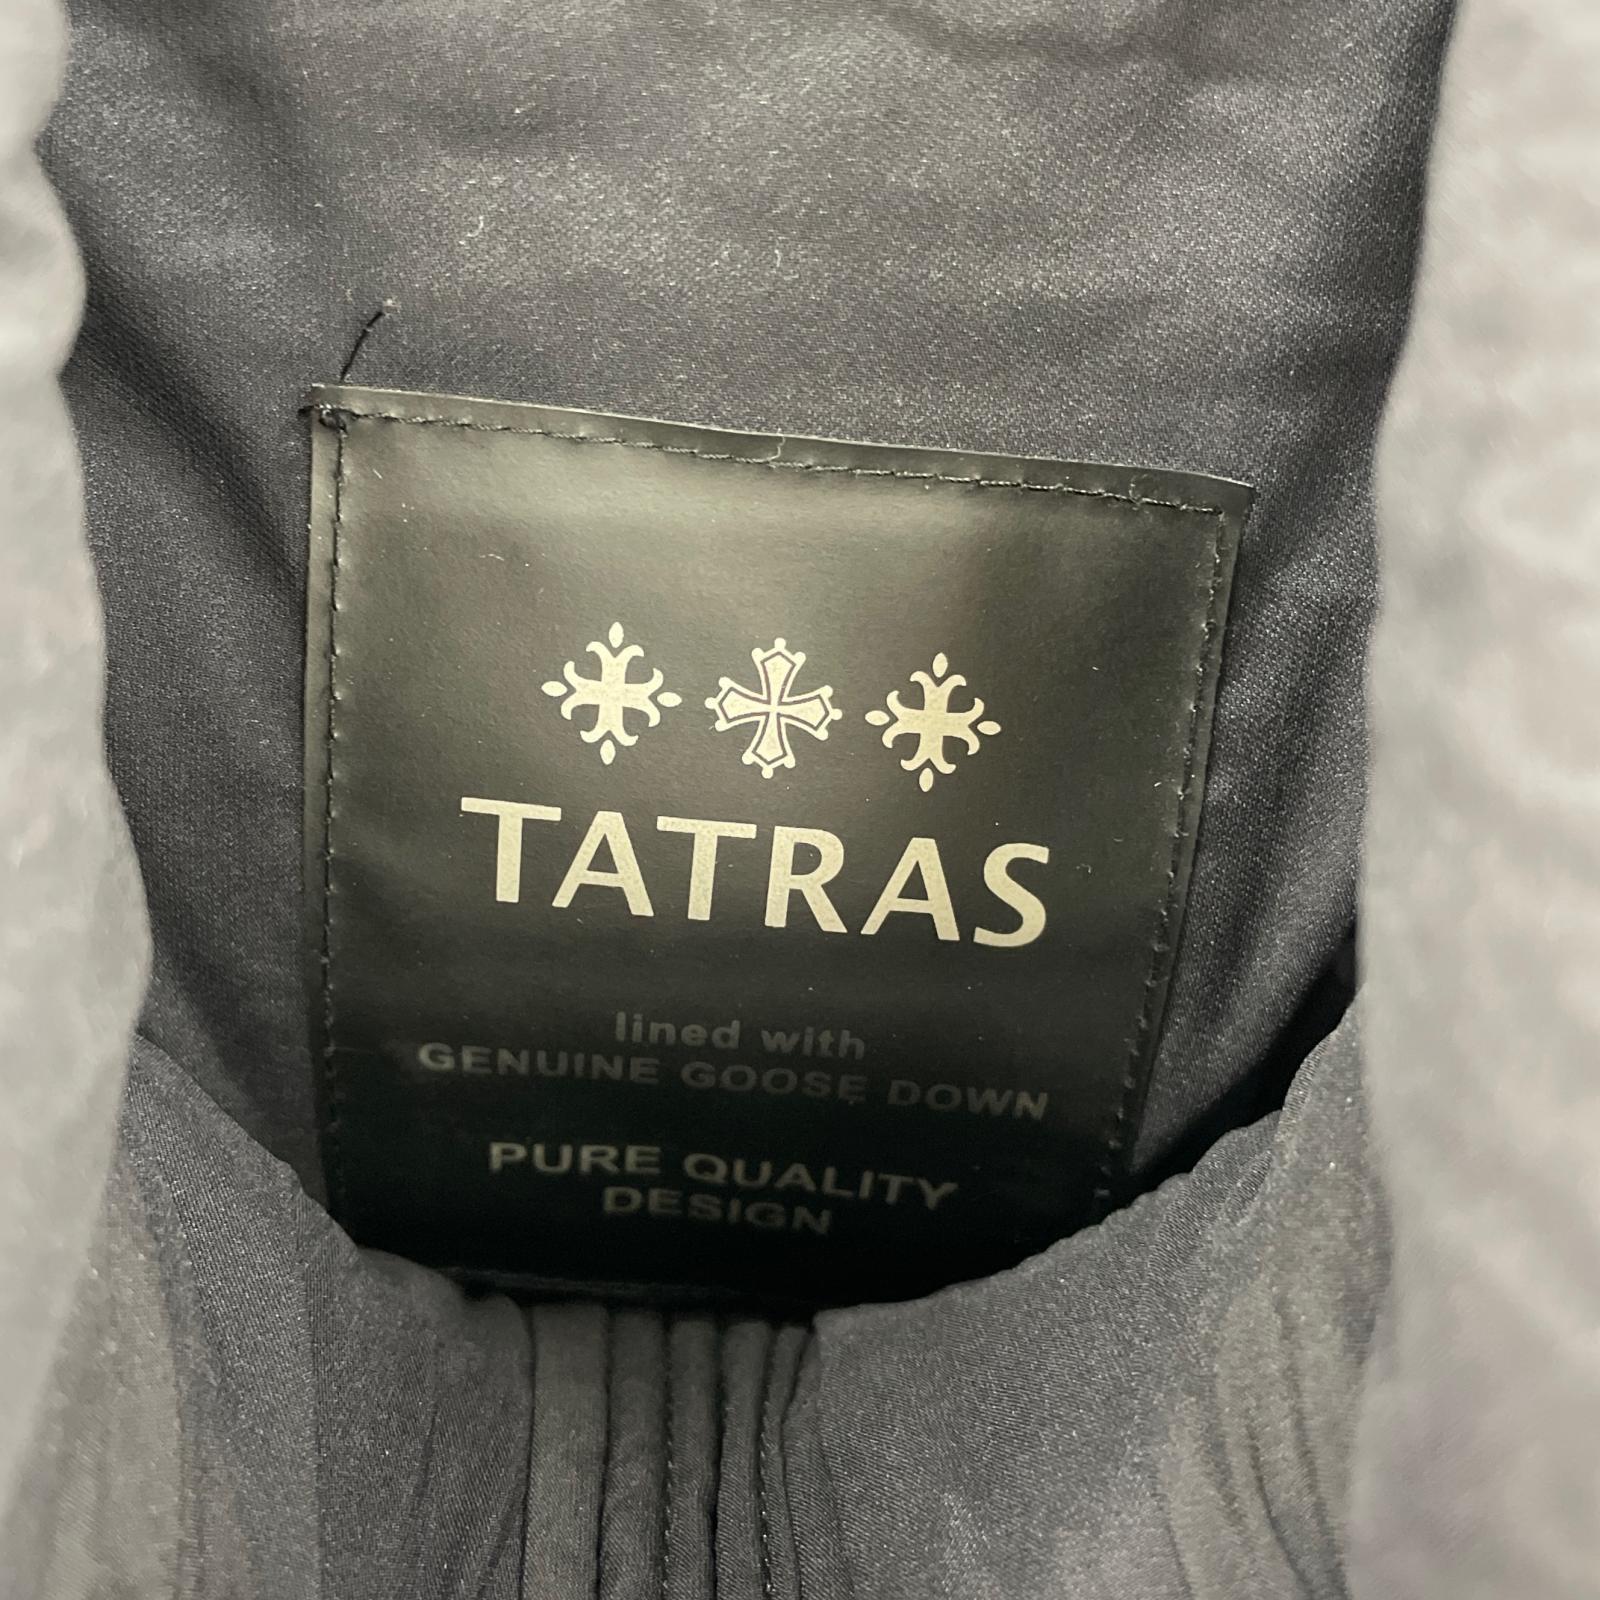 TATRAS
lined with
GENUINE GOOSE DOWN
PURE QUALITY
DESIGN